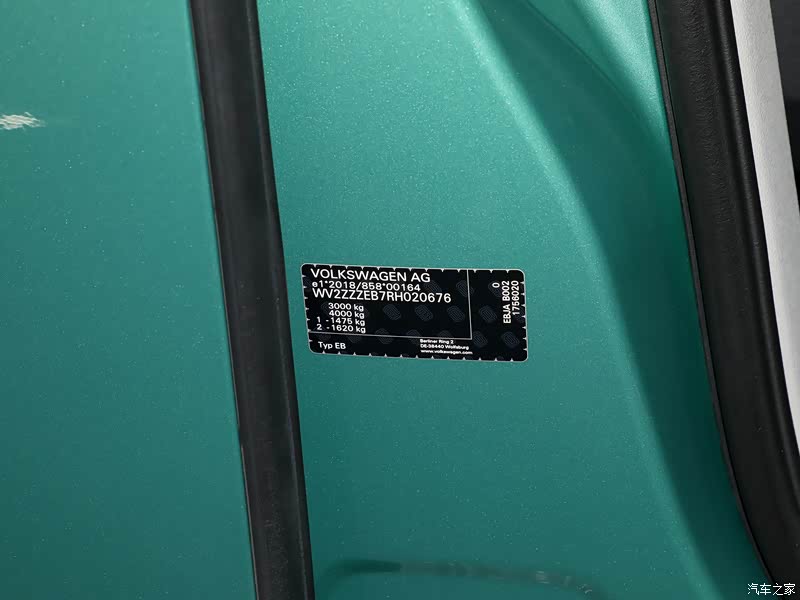 VOLKSWAGEN AG
e1*2018/858*00164
WV2ZZZEB7RH020676
3000 kg
4000 kg
1 - 1475 kg
2 - 1620 kg
Typ EB
Berliner Ring 2
DE-38440 Wolfsburg
www.volkswagen.com
0
EBJA B002
1756020
汽车之家